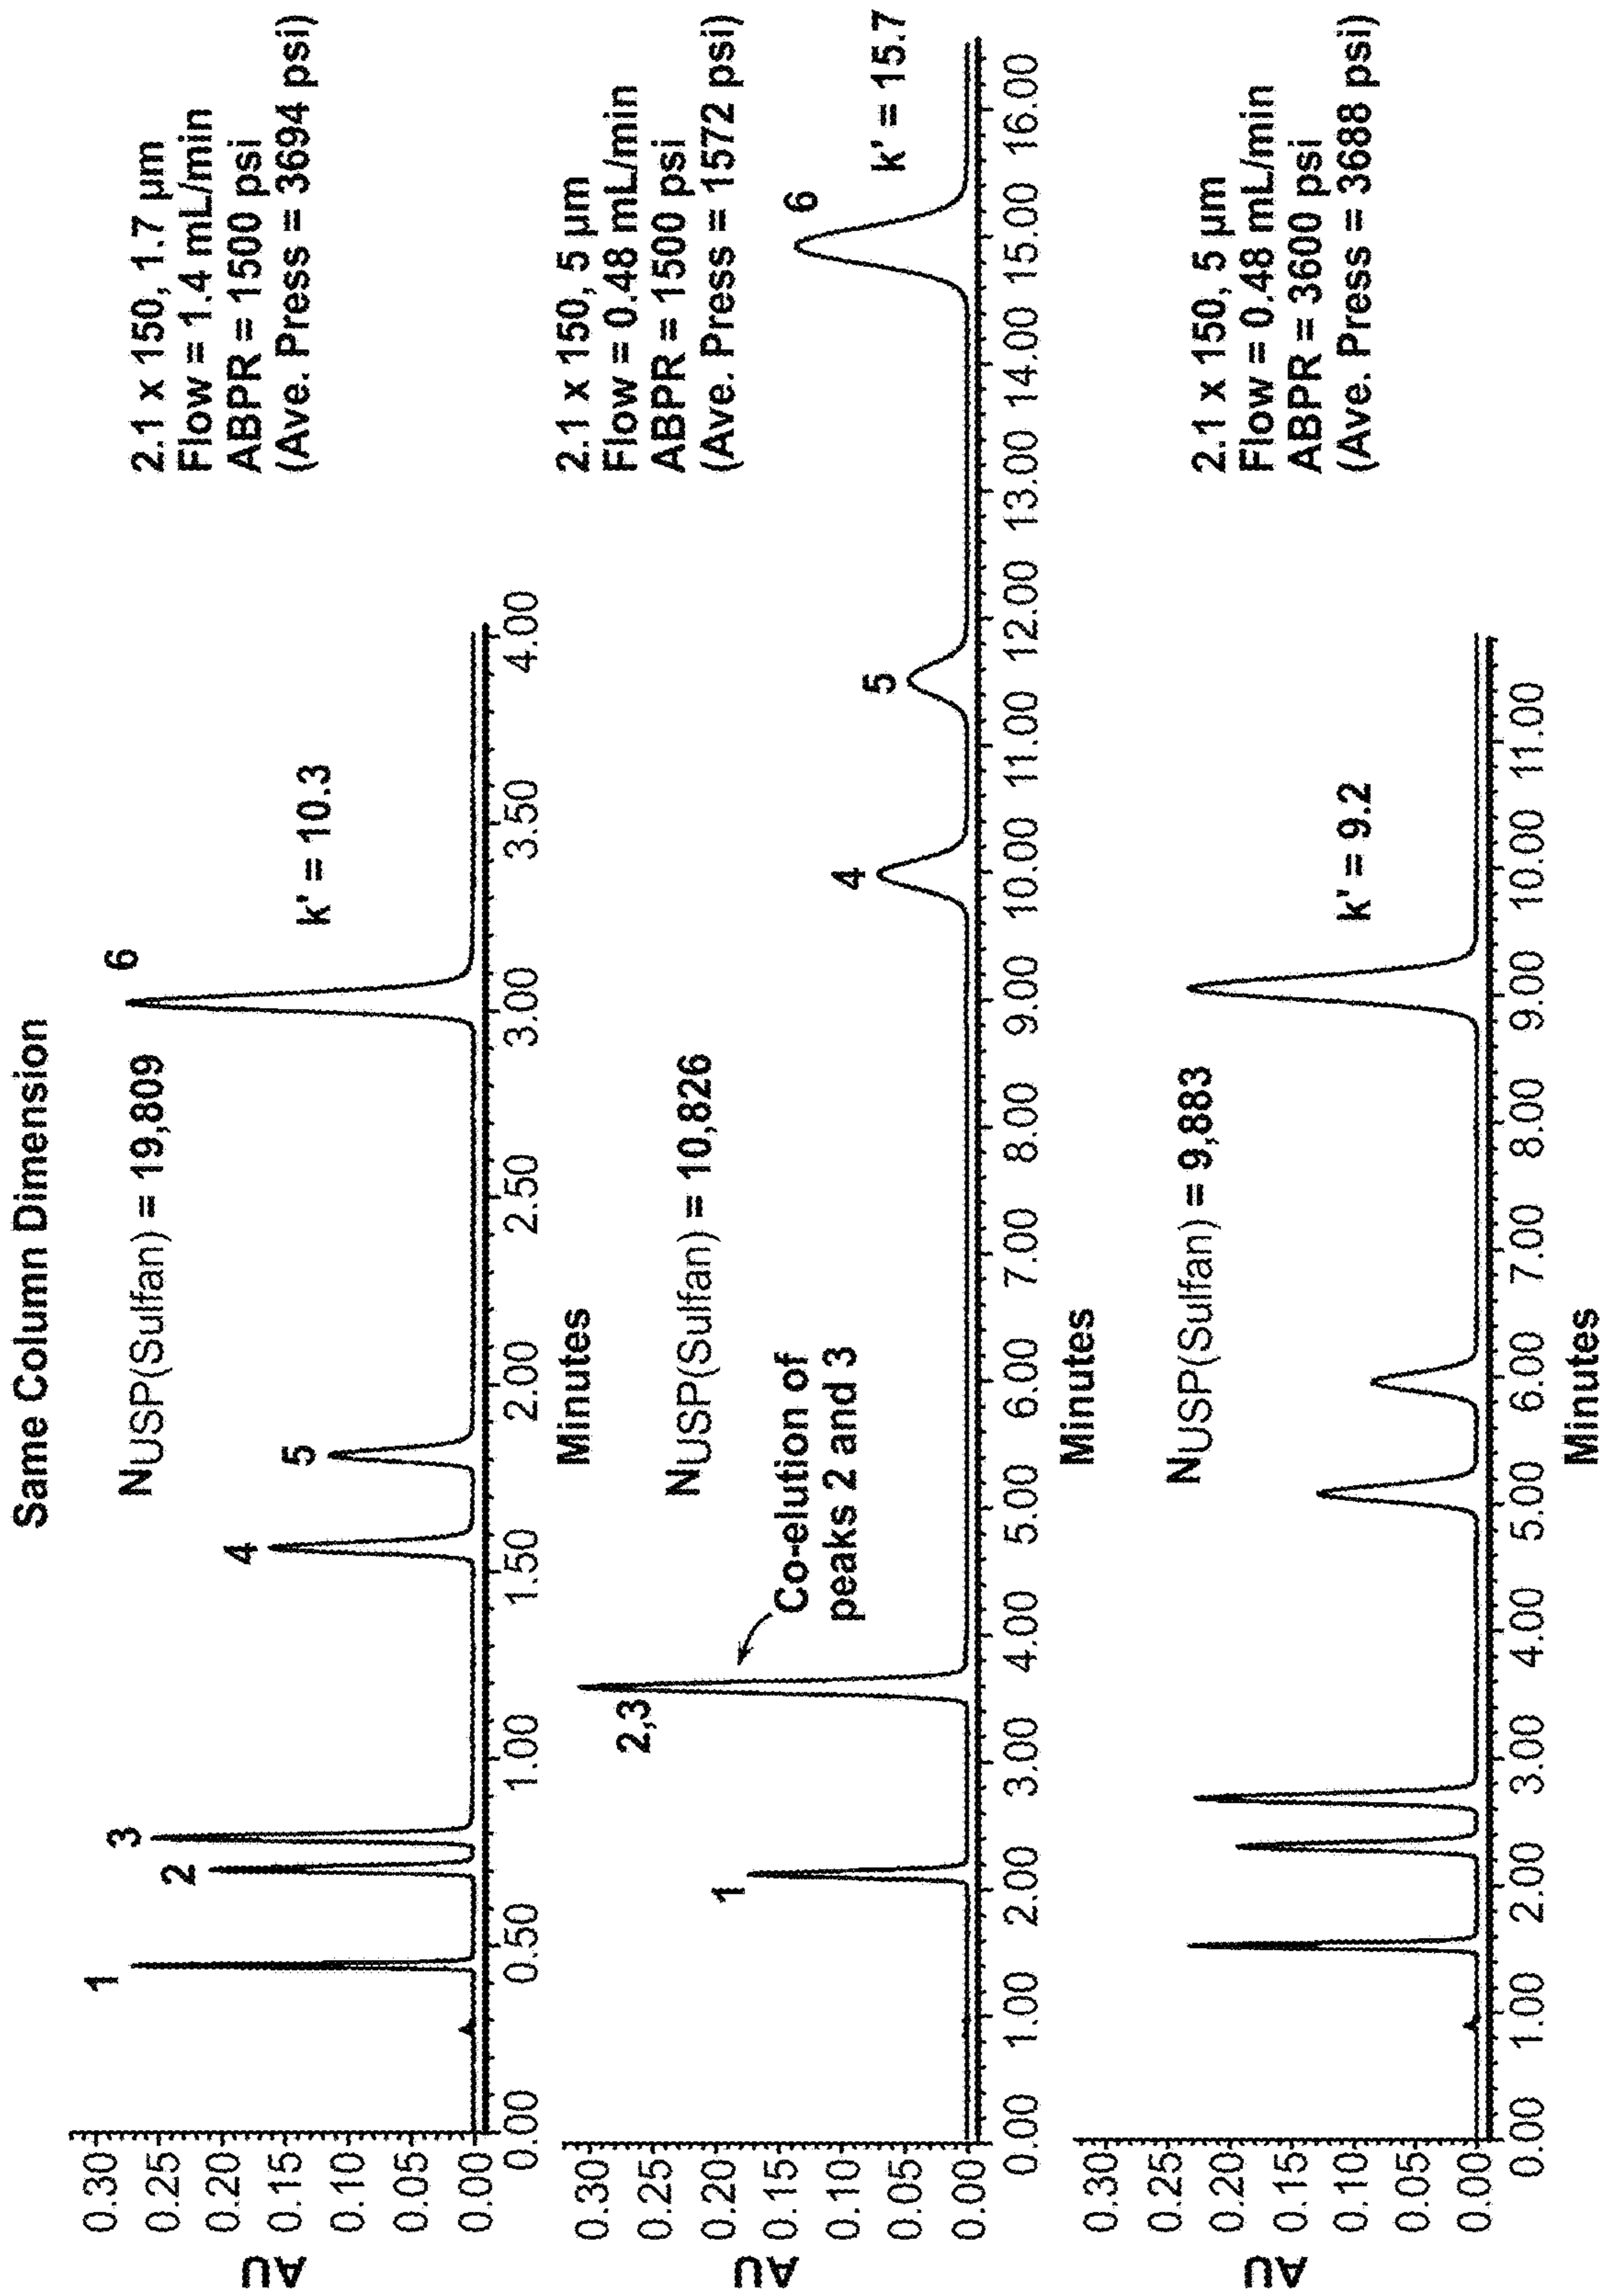 Same Column Dimension
AU
0.30
0.25
0.20
0.15
0.10
0.05
0.00
1
2
3
4
5
6
NUSP(Sulfan) = 19,809
k' = 10.3
2.1 x 150, 1.7 µm
Flow = 1.4 mL/min
ABPR = 1500 psi
(Ave. Press = 3694 psi)
0.00 0.50 1.00 1.50 2.00 2.50 3.00 3.50 4.00
Minutes
AU
0.30
0.25
0.20
0.15
0.10
0.05
0.00
1
2,3
Co-elution of
peaks 2 and 3
4
5
6
NUSP(Sulfan) = 10,826
k' = 15.7
2.1 x 150, 5 µm
Flow = 0.48 mL/min
ABPR = 1500 psi
(Ave. Press = 1572 psi)
0.00 1.00 2.00 3.00 4.00 5.00 6.00 7.00 8.00 9.00 10.00 11.00 12.00 13.00 14.00 15.00 16.00
Minutes
AU
0.30
0.25
0.20
0.15
0.10
0.05
0.00
NUSP(Sulfan) = 9,883
k' = 9.2
2.1 x 150, 5 µm
Flow = 0.48 mL/min
ABPR = 3600 psi
(Ave. Press = 3688 psi)
0.00 1.00 2.00 3.00 4.00 5.00 6.00 7.00 8.00 9.00 10.00 11.00
Minutes